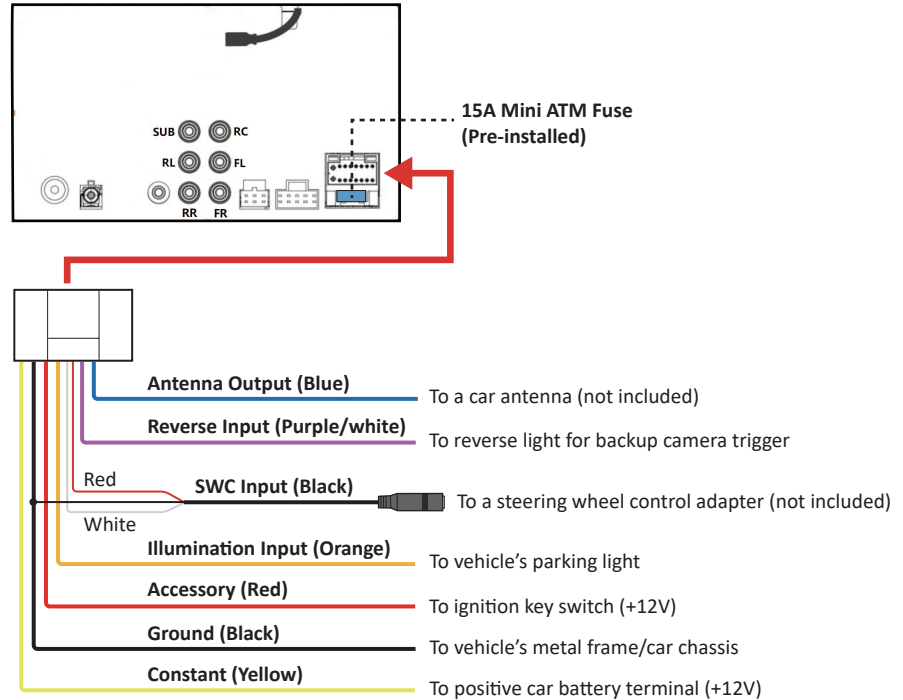 15A Mini ATM Fuse
(Pre-installed)
SUB RC
RL FL
RR FR
Antenna Output (Blue)
To a car antenna (not included)
Reverse Input (Purple/white)
To reverse light for backup camera trigger
Red
SWC Input (Black)
To a steering wheel control adapter (not included)
White
Illumination Input (Orange)
To vehicle's parking light
Accessory (Red)
To ignition key switch (+12V)
Ground (Black)
To vehicle's metal frame/car chassis
Constant (Yellow)
To positive car battery terminal (+12V)